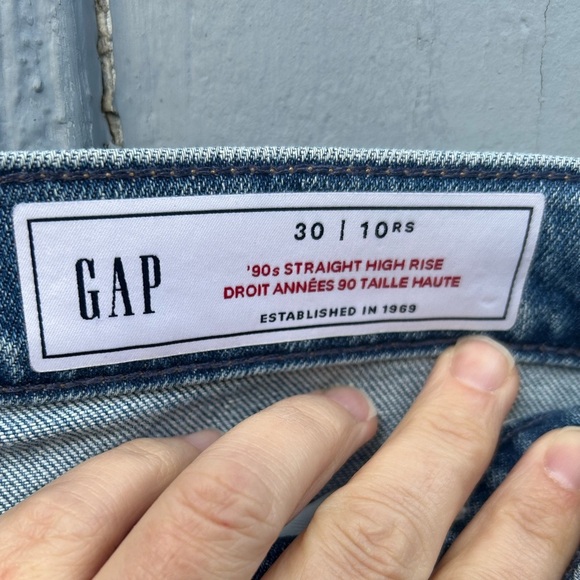 GAP
30 | 10RS
'90s STRAIGHT HIGH RISE
DROIT ANNÉES 90 TAILLE HAUTE
ESTABLISHED IN 1969